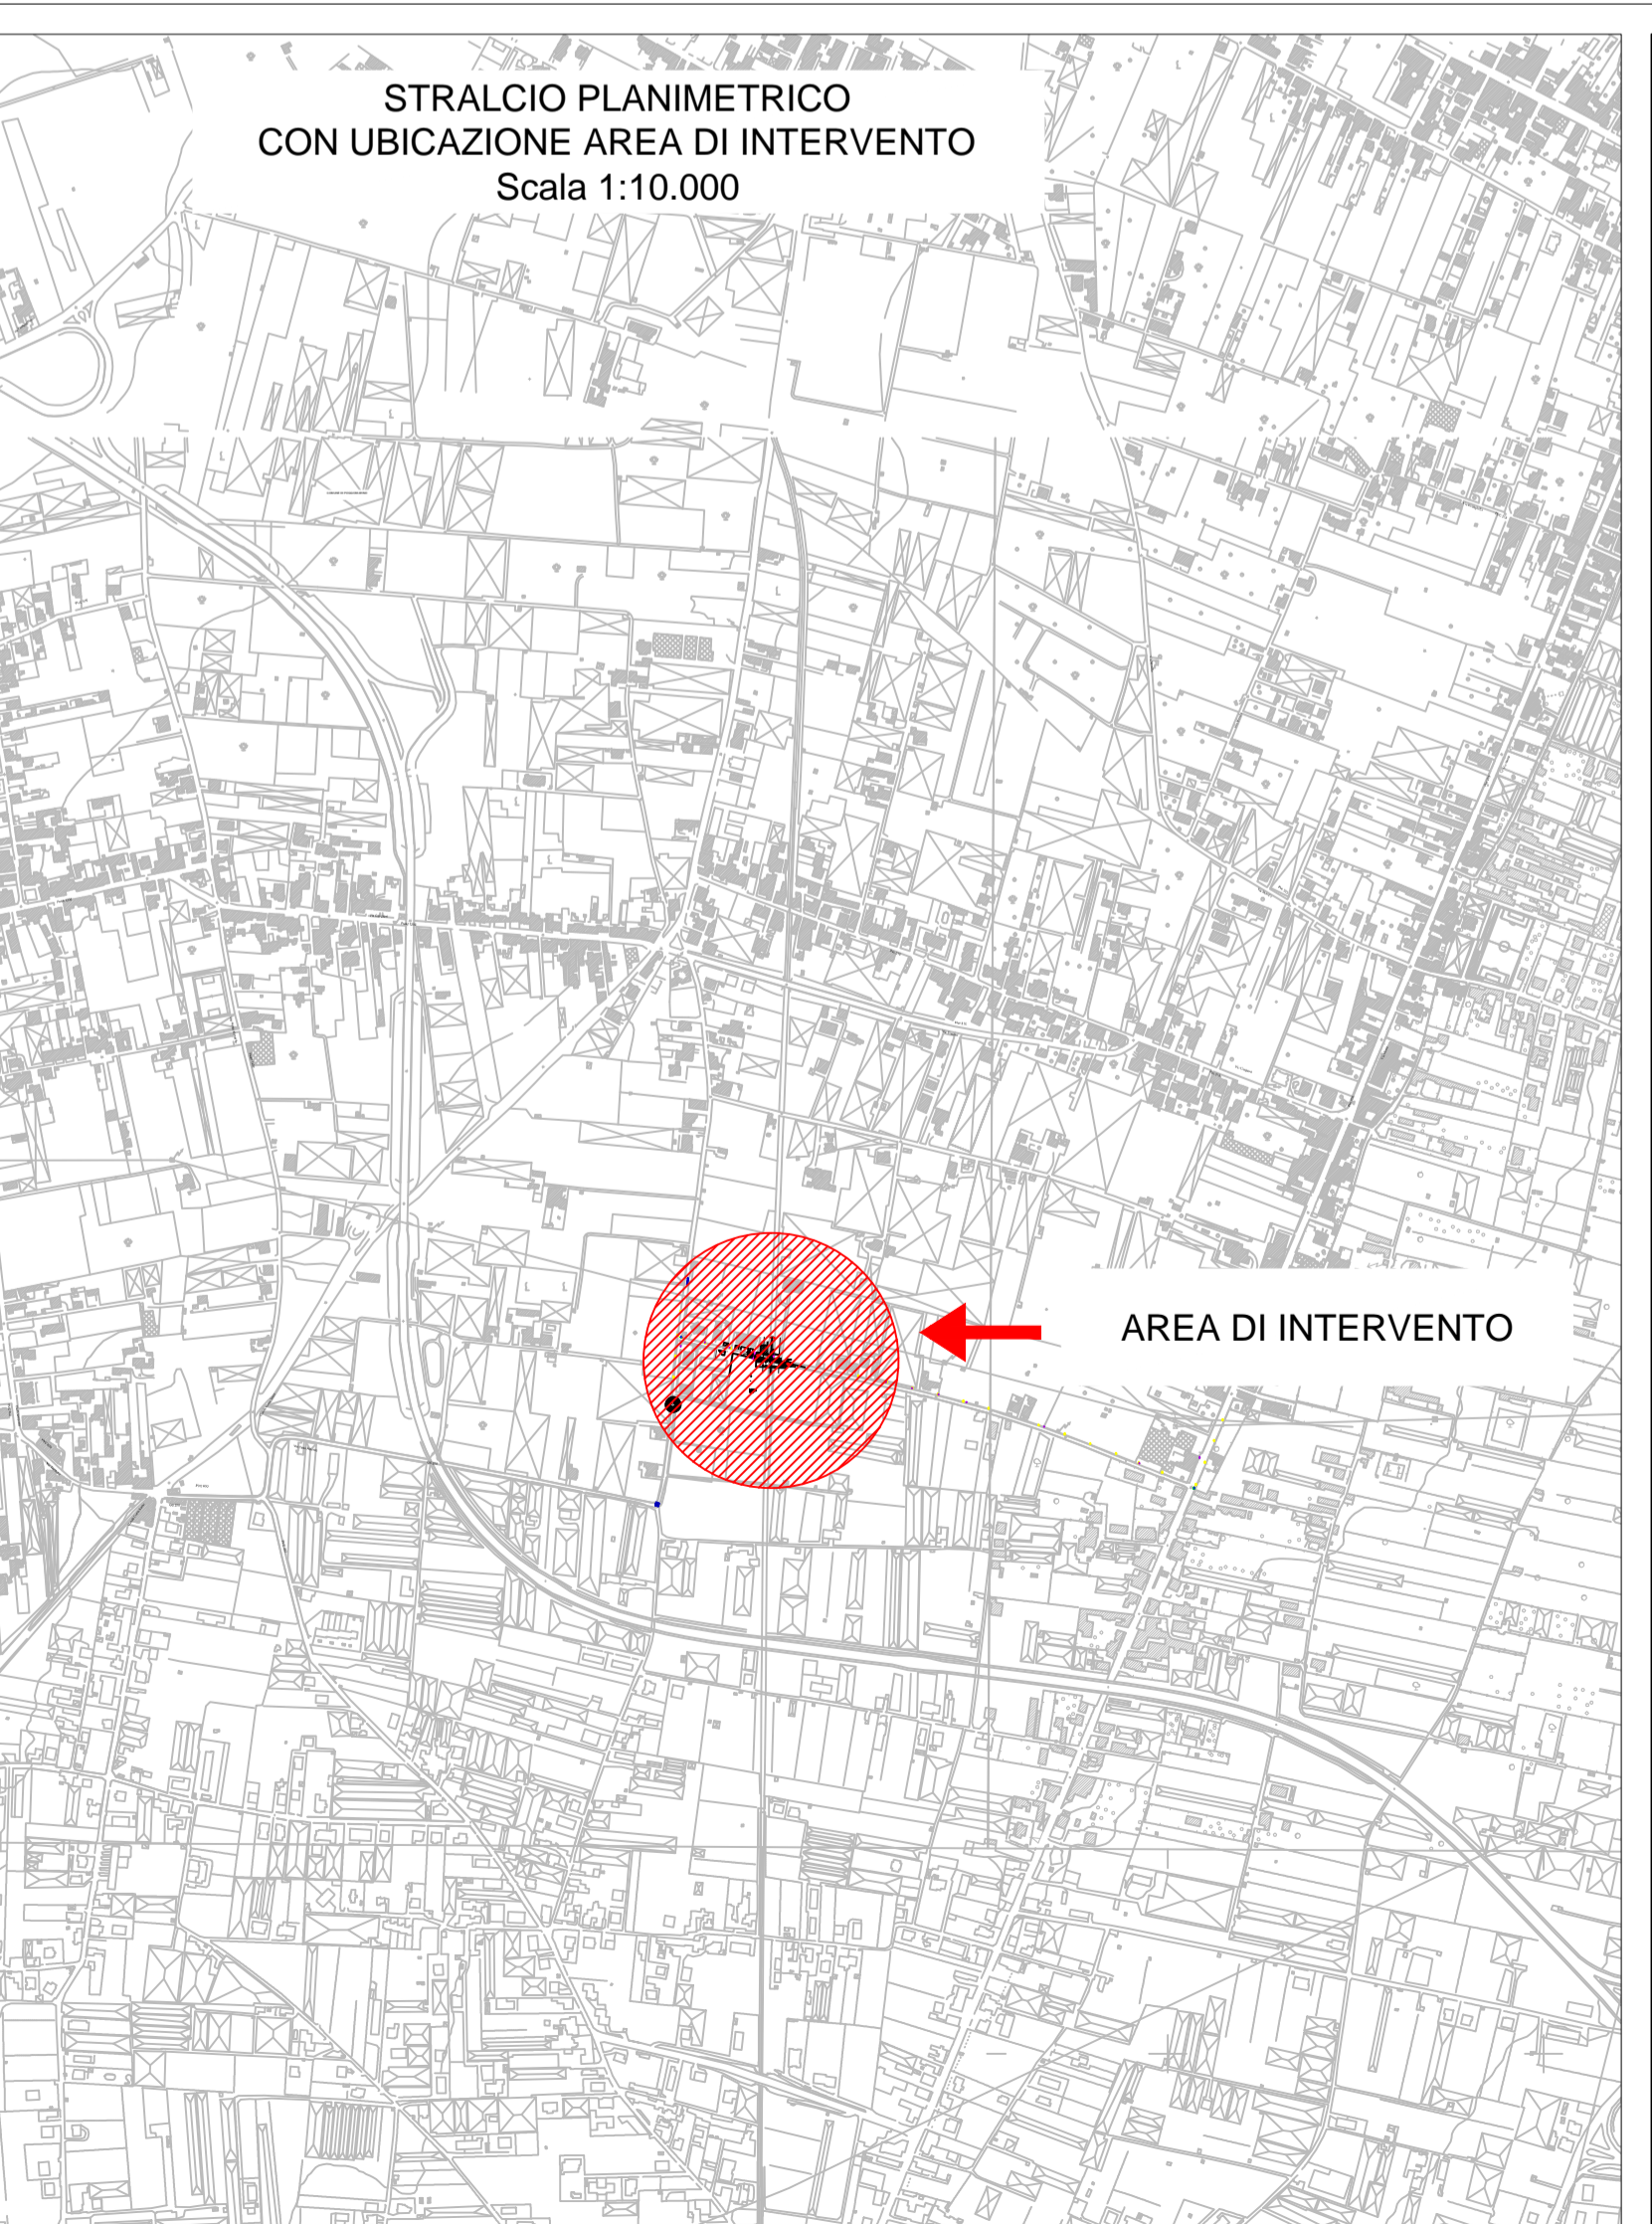 STRALCIO PLANIMETRICO
CON UBICAZIONE AREA DI INTERVENTO
Scala 1:10.000
L
L
L
L
L
L
L
L
L
AREA DI INTERVENTO